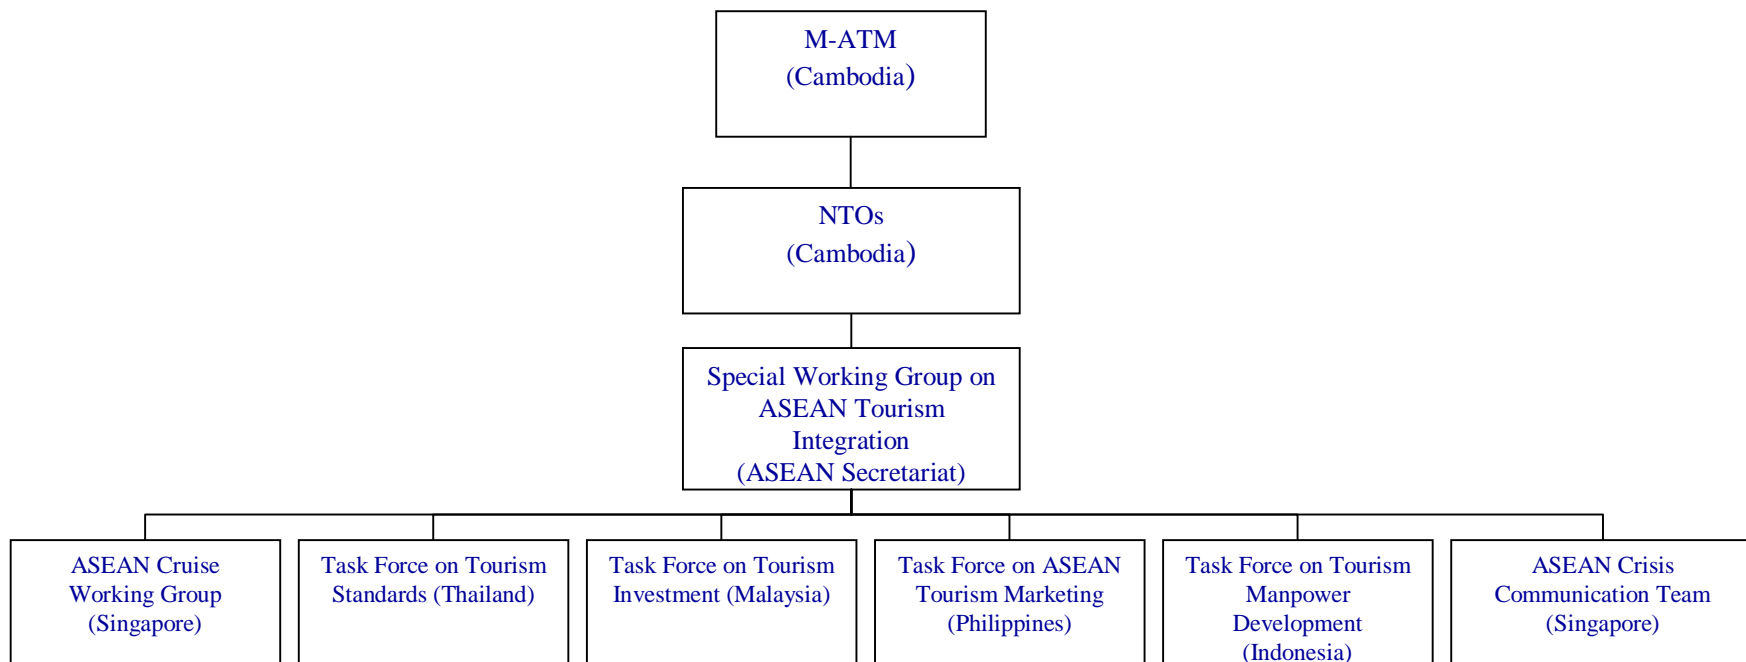 M-ATM
(Cambodia)
NTOs
(Cambodia)
Special Working Group on
ASEAN Tourism
Integration
(ASEAN Secretariat)
ASEAN Cruise
Working Group
(Singapore)
Task Force on Tourism
Standards (Thailand)
Task Force on Tourism
Investment (Malaysia)
Task Force on ASEAN
Tourism Marketing
(Philippines)
Task Force on Tourism
Manpower
Development
(Indonesia)
ASEAN Crisis
Communication Team
(Singapore)